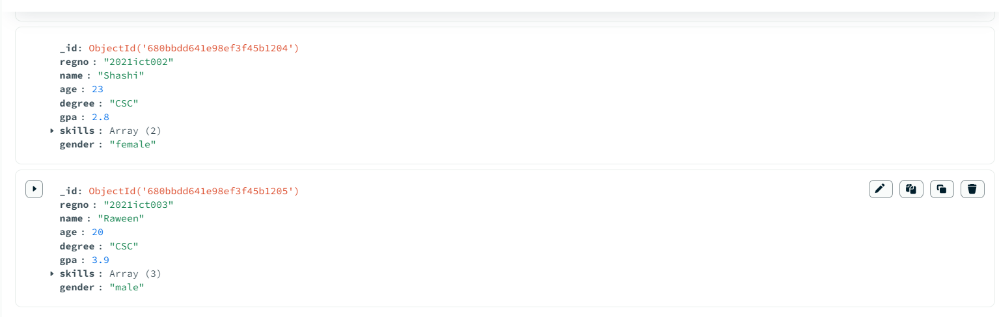 _id: ObjectId('680bbdd641e98ef3f45b1204')
regno : "2021ict002"
name : "Shashi"
age : 23
degree : "CSC"
gpa : 2.8
skills : Array (2)
gender : "female"
_id: ObjectId('680bbdd641e98ef3f45b1205')
regno : "2021ict003"
name : "Raween"
age : 20
degree : "CSC"
gpa : 3.9
skills : Array (3)
gender : "male"